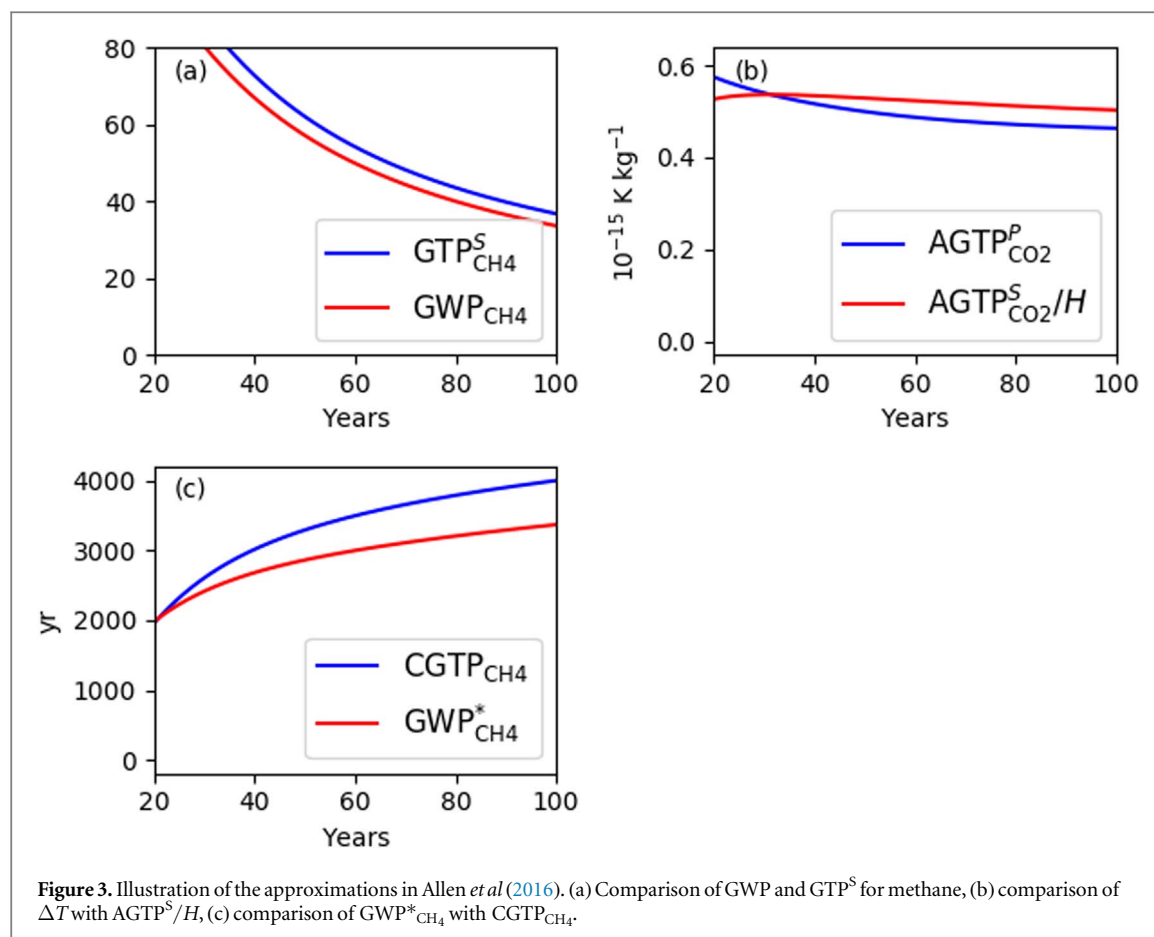 80
60
40
20
0
(a)
GTP^S_CH4
GWP_CH4
20 40 60 80 100
Years
10^−15 K kg^−1
0.6
0.4
0.2
0.0
(b)
AGTP^P_CO2
AGTP^S_CO2/H
20 40 60 80 100
Years
yr
4000
3000
2000
1000
0
(c)
CGTP_CH4
GWP^*_CH4
20 40 60 80 100
Years
Figure 3. Illustration of the approximations in Allen et al (2016). (a) Comparison of GWP and GTP^S for methane, (b) comparison of
ΔT with AGTP^S/H, (c) comparison of GWP*_CH4 with CGTP_CH4.